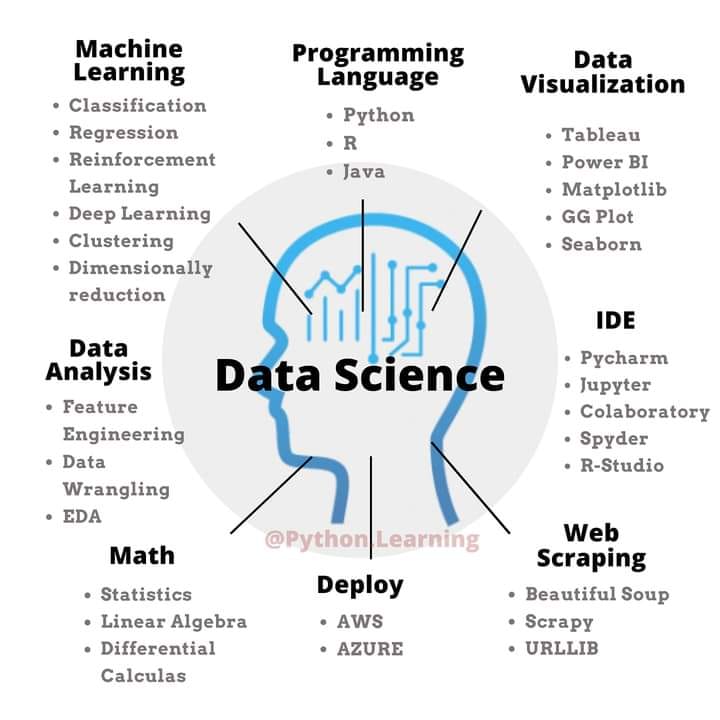 Machine
Learning
• Classification
• Regression
• Reinforcement
Learning
• Deep Learning
• Clustering
• Dimensionally
reduction
Programming
Language
• Python
• R
• Java
Data
Visualization
• Tableau
• Power BI
• Matplotlib
• GG Plot
• Seaborn
IDE
• Pycharm
• Jupyter
• Colaboratory
• Spyder
• R-Studio
Data Science
Data
Analysis
• Feature
Engineering
• Data
Wrangling
• EDA
@Python.Learning
Math
• Statistics
• Linear Algebra
• Differential
Calculas
Deploy
• AWS
• AZURE
Web
Scraping
• Beautiful Soup
• Scrapy
• URLLIB